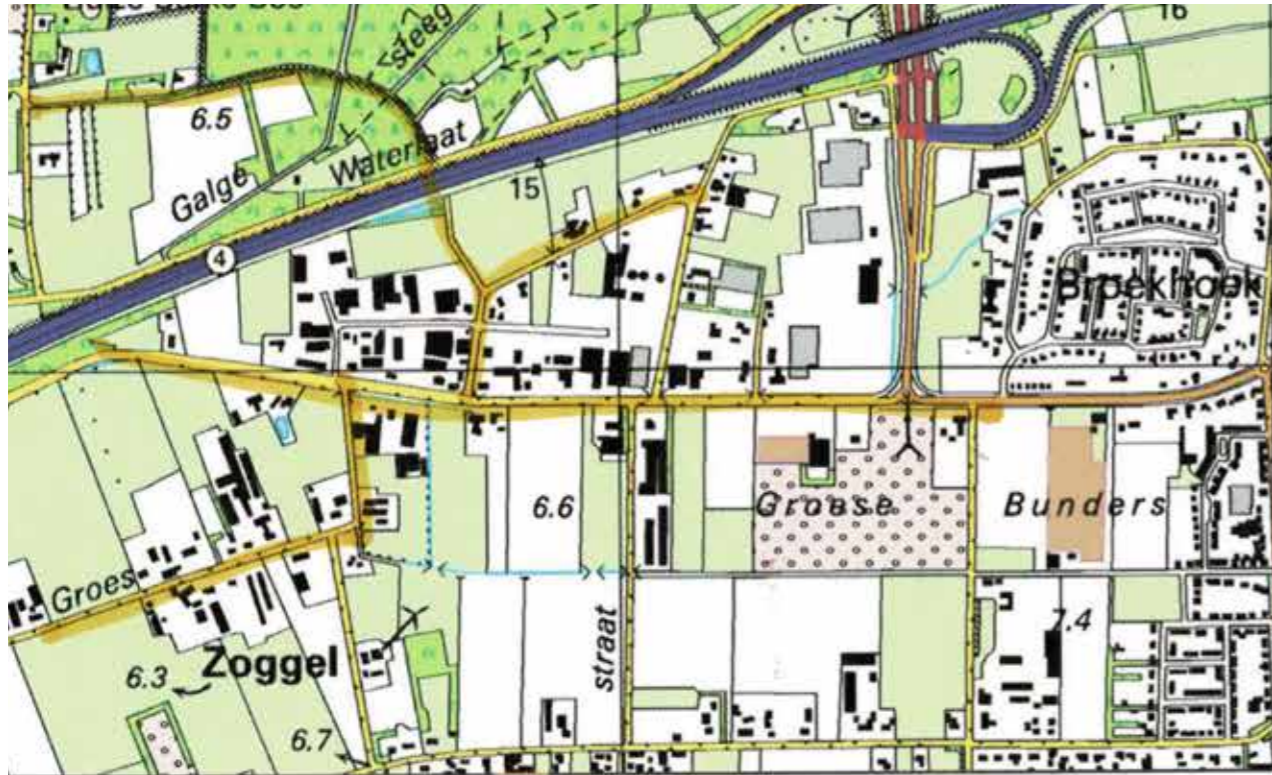 16
steeg
6.5
Waterlaat
Galge
15
4
Broekhoek
6.6
Groese Bunders
Groes
straat
7.4
Zoggel
6.3
6.7